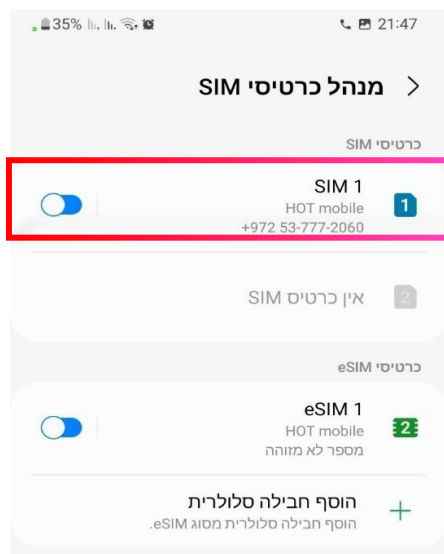 35% 21:47
מנהל כרטיסי SIM
כרטיסי SIM
SIM 1
HOT mobile
+972 53-777-2060
1
אין כרטיס SIM
2
כרטיסי eSIM
eSIM 1
HOT mobile
מספר לא מזוהה
2
הוסף חבילה סלולרית
הוסף חבילה סלולרית מסוג eSIM.